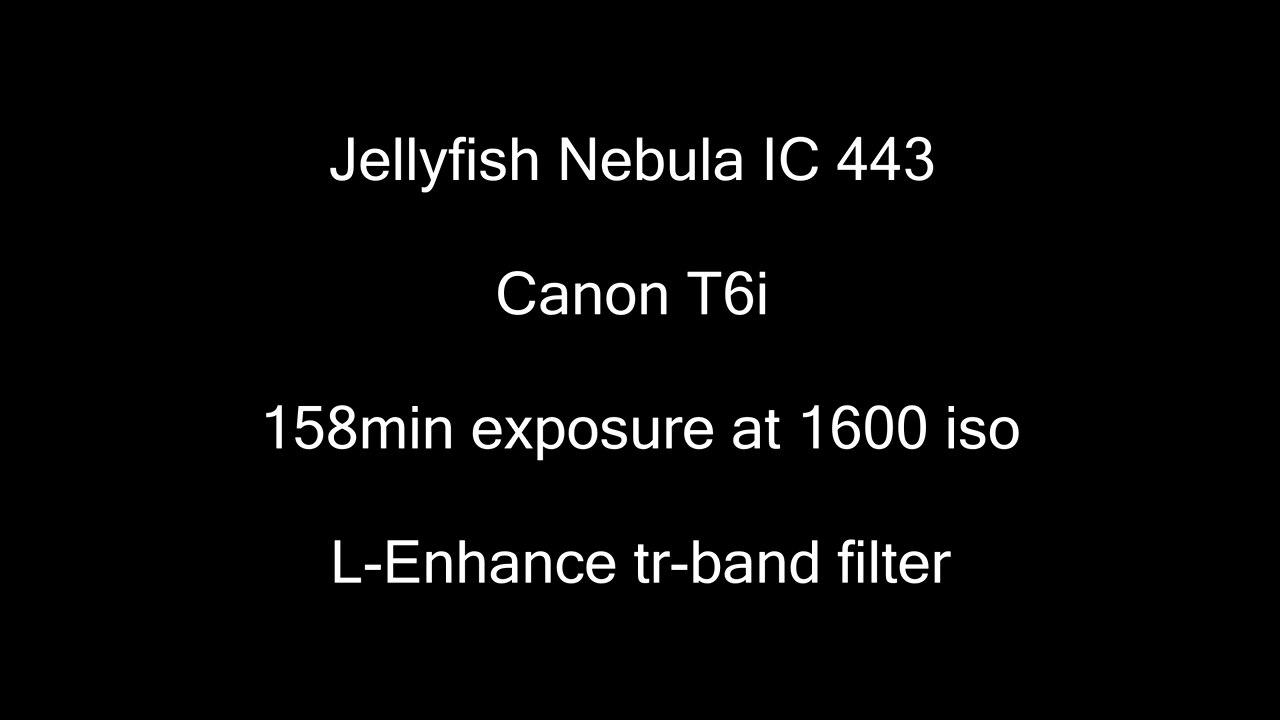 Jellyfish Nebula IC 443
Canon T6i
158min exposure at 1600 iso
L-Enhance tr-band filter